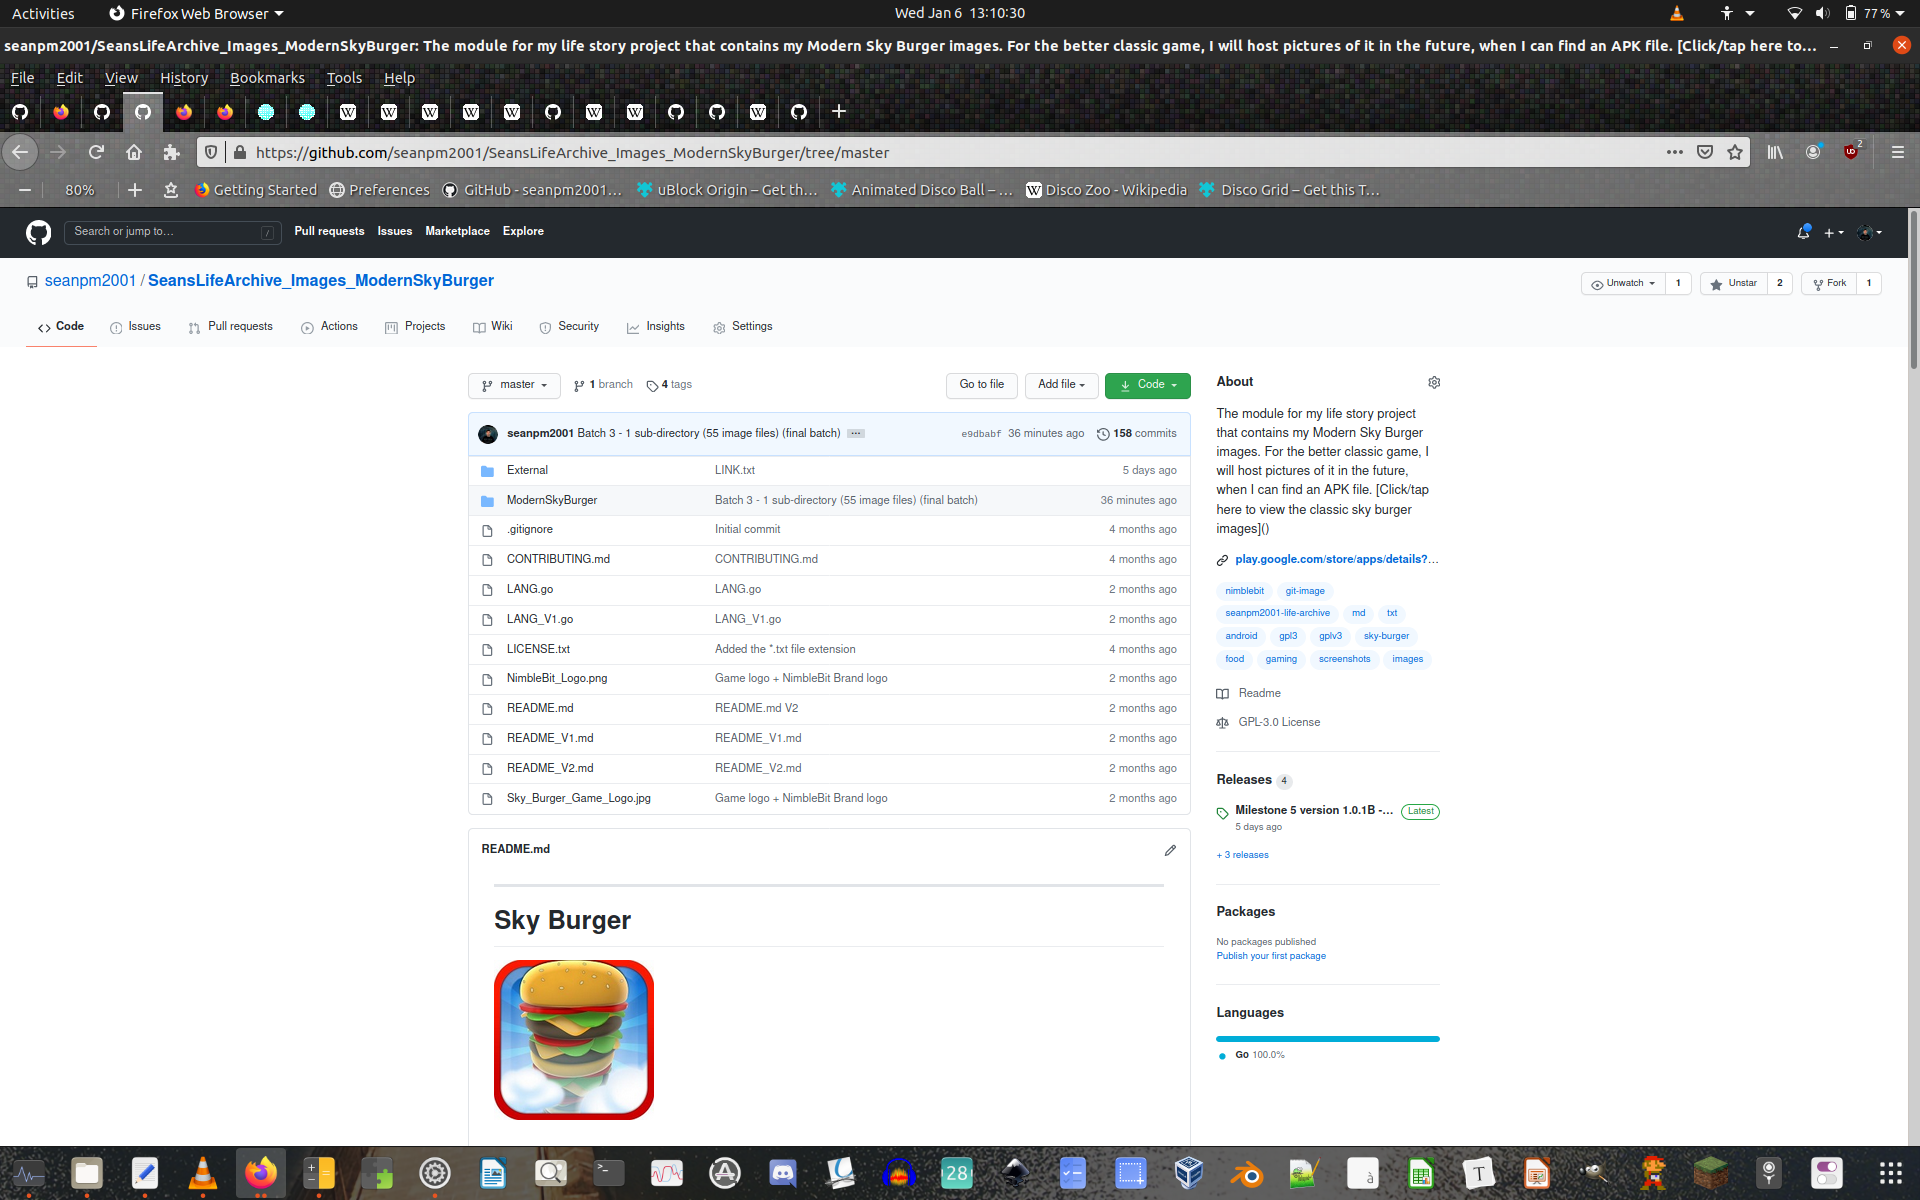 Activities
Firefox Web Browser
Wed Jan 6 13:10:30
77 %
seanpm2001/SeansLifeArchive_Images_ModernSkyBurger: The module for my life story project that contains my Modern Sky Burger images. For the better classic game, I will host pictures of it in the future, when I can find an APK file. [Click/tap here to...
File Edit View History Bookmarks Tools Help
https://github.com/seanpm2001/SeansLifeArchive_Images_ModernSkyBurger/tree/master
2
80%
Getting Started
Preferences
GitHub - seanpm2001...
uBlock Origin – Get th...
Animated Disco Ball – ...
Disco Zoo - Wikipedia
Disco Grid – Get this T...
Search or jump to...
/
Pull requests Issues Marketplace Explore
seanpm2001 / SeansLifeArchive_Images_ModernSkyBurger
Unwatch 1
Unstar 2
Fork 1
Code
Issues
Pull requests
Actions
Projects
Wiki
Security
Insights
Settings
master
1 branch
4 tags
Go to file
Add file
Code
seanpm2001 Batch 3 - 1 sub-directory (55 image files) (final batch) ...
e9dbabf 36 minutes ago
158 commits
External LINK.txt 5 days ago
ModernSkyBurger Batch 3 - 1 sub-directory (55 image files) (final batch) 36 minutes ago
.gitignore Initial commit 4 months ago
CONTRIBUTING.md CONTRIBUTING.md 4 months ago
LANG.go LANG.go 2 months ago
LANG_V1.go LANG_V1.go 2 months ago
LICENSE.txt Added the *.txt file extension 4 months ago
NimbleBit_Logo.png Game logo + NimbleBit Brand logo 2 months ago
README.md README.md V2 2 months ago
README_V1.md README_V1.md 2 months ago
README_V2.md README_V2.md 2 months ago
Sky_Burger_Game_Logo.jpg Game logo + NimbleBit Brand logo 2 months ago
README.md
Sky Burger
About
The module for my life story project
that contains my Modern Sky Burger
images. For the better classic game, I
will host pictures of it in the future,
when I can find an APK file. [Click/tap
here to view the classic sky burger
images]()
play.google.com/store/apps/details?...
nimblebit git-image
seanpm2001-life-archive md txt
android gpl3 gplv3 sky-burger
food gaming screenshots images
Readme
GPL-3.0 License
Releases 4
Milestone 5 version 1.0.1B -... Latest
5 days ago
+ 3 releases
Packages
No packages published
Publish your first package
Languages
Go 100.0%
28
à
T